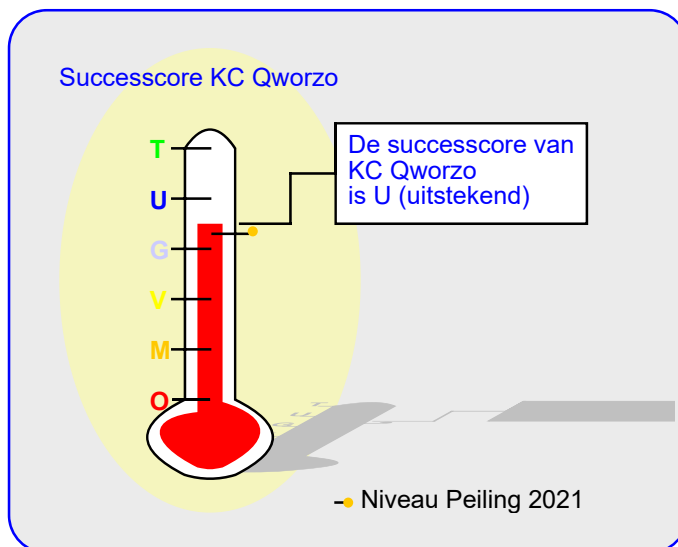 Successcore KC Qworzo
De successcore van
KC Qworzo
is U (uitstekend)
T
U
G
V
M
O
Niveau Peiling 2021